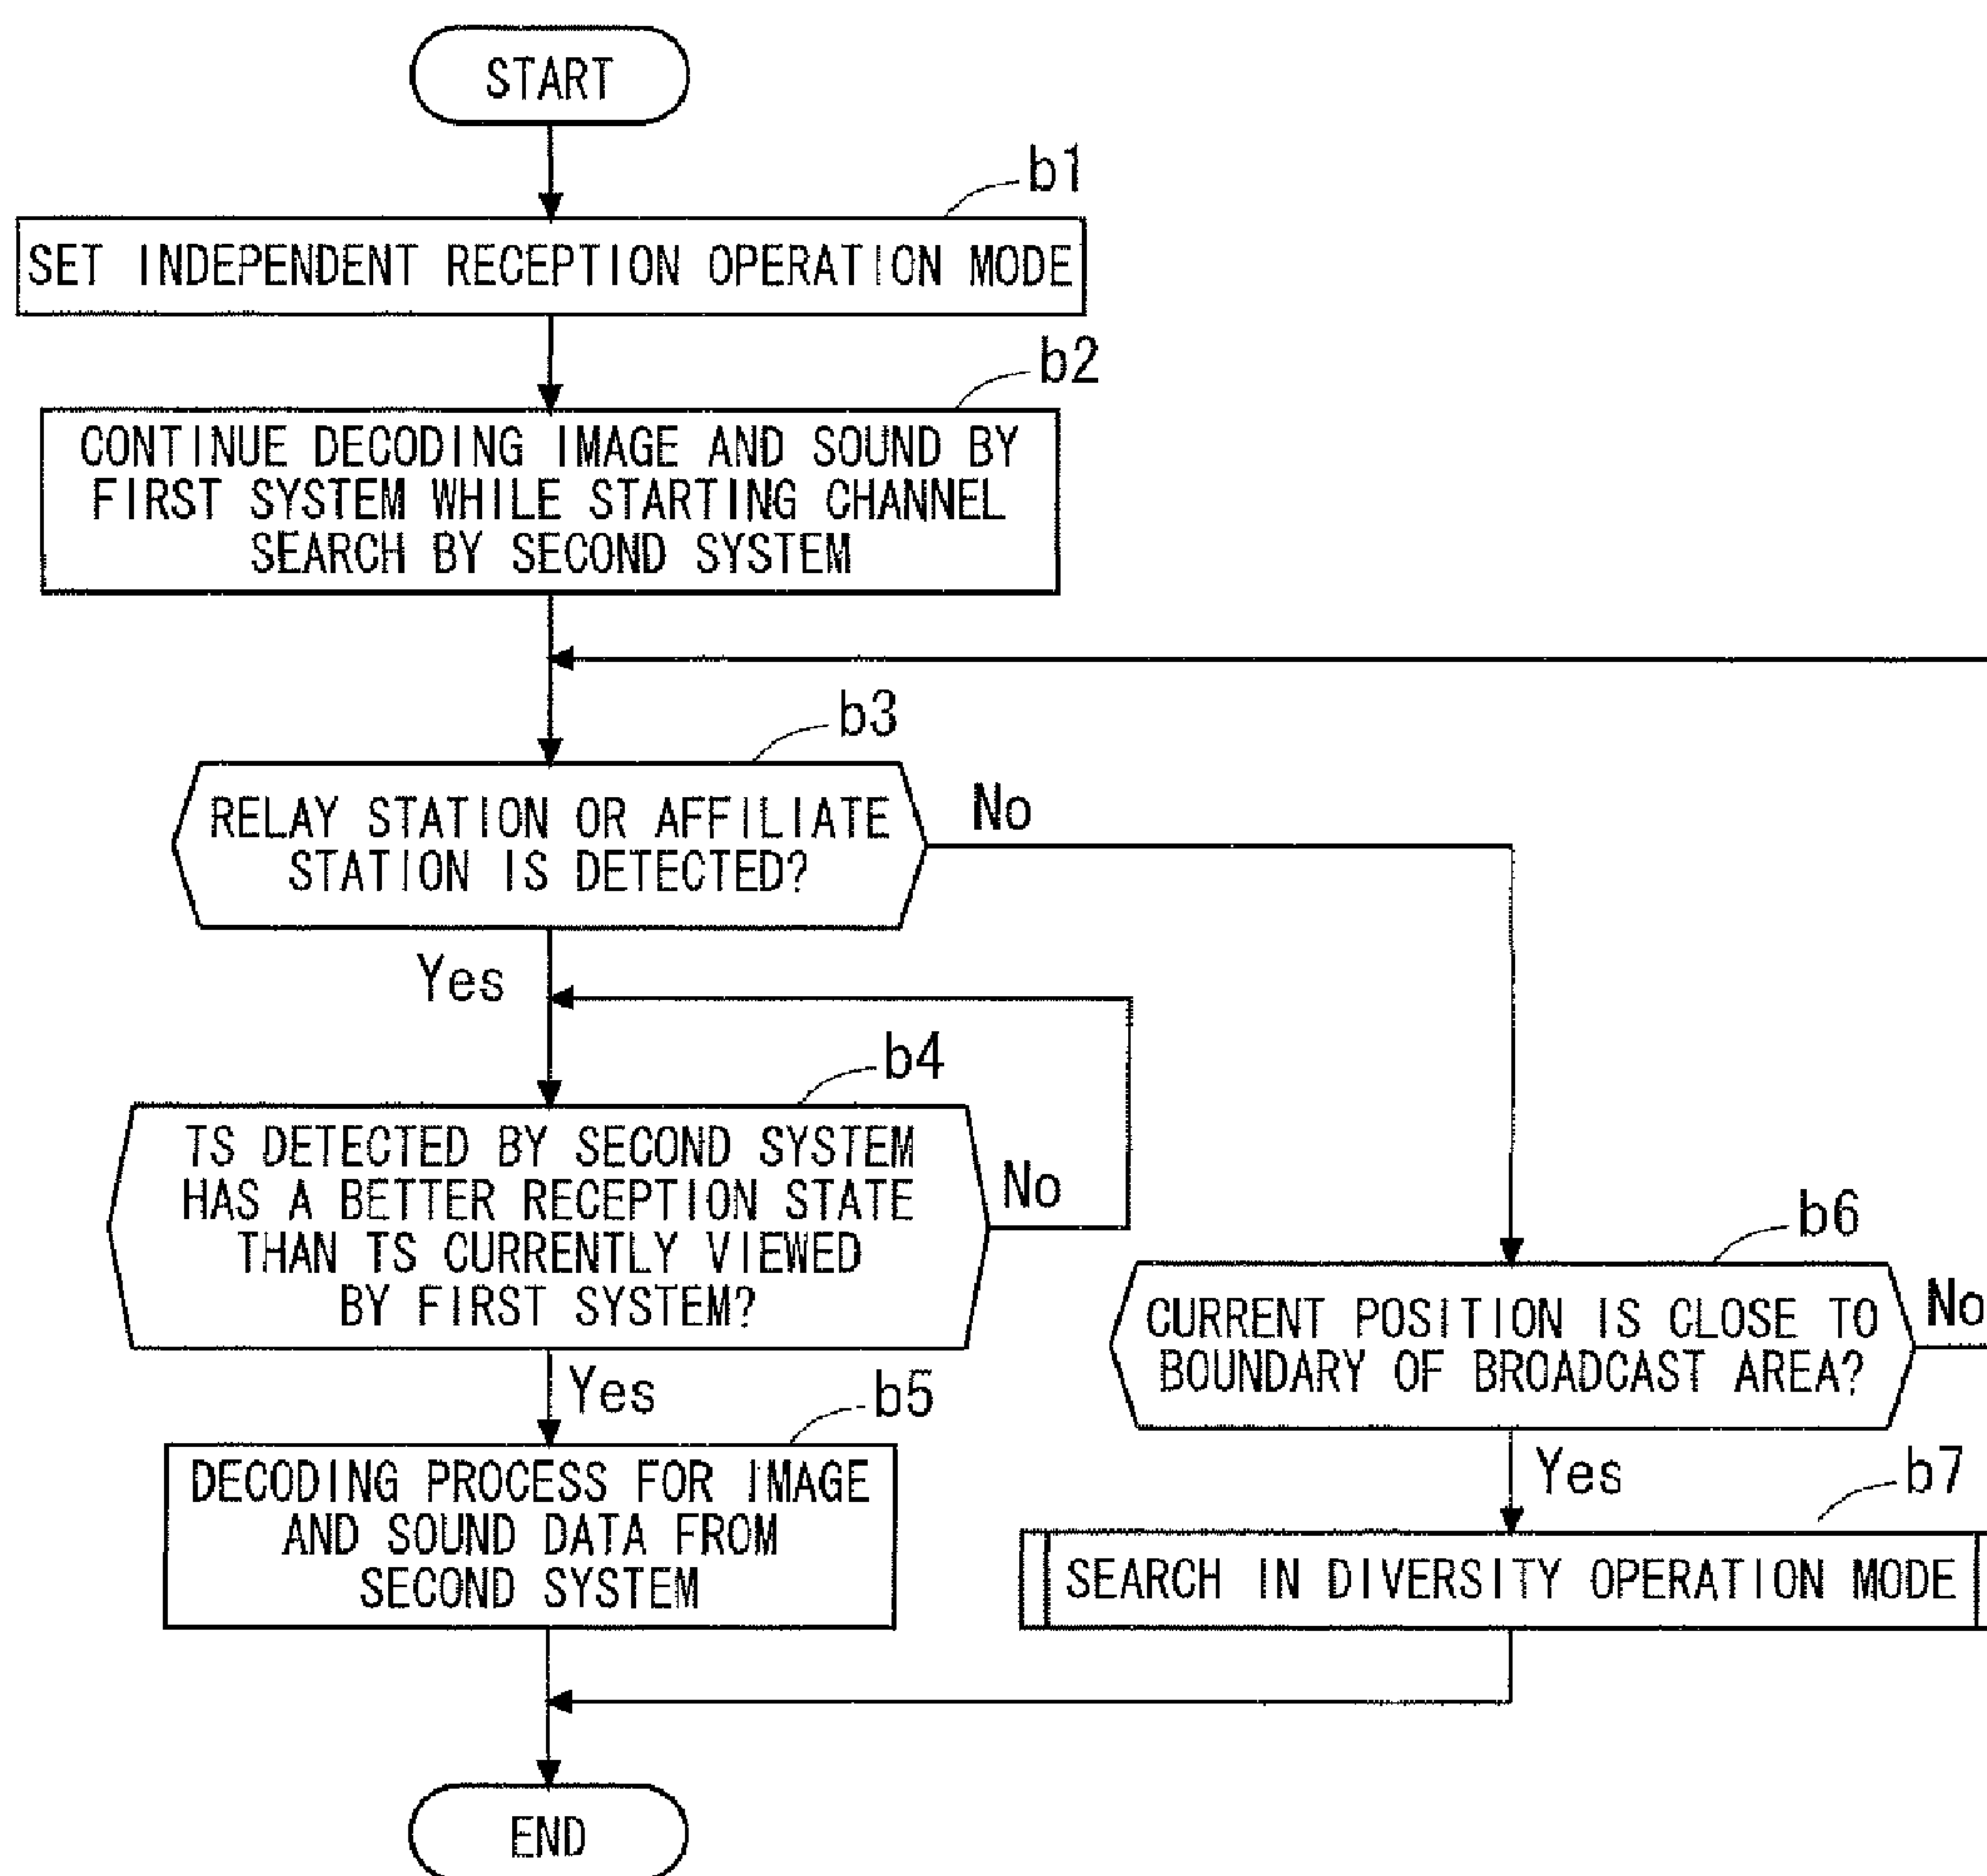 START
b1
SET INDEPENDENT RECEPTION OPERATION MODE
b2
CONTINUE DECODING IMAGE AND SOUND BY
FIRST SYSTEM WHILE STARTING CHANNEL
SEARCH BY SECOND SYSTEM
b3
RELAY STATION OR AFFILIATE
STATION IS DETECTED?
No
Yes
b4
TS DETECTED BY SECOND SYSTEM
HAS A BETTER RECEPTION STATE
THAN TS CURRENTLY VIEWED
BY FIRST SYSTEM?
No
Yes
b5
DECODING PROCESS FOR IMAGE
AND SOUND DATA FROM
SECOND SYSTEM
b6
CURRENT POSITION IS CLOSE TO
BOUNDARY OF BROADCAST AREA?
No
Yes
b7
SEARCH IN DIVERSITY OPERATION MODE
END